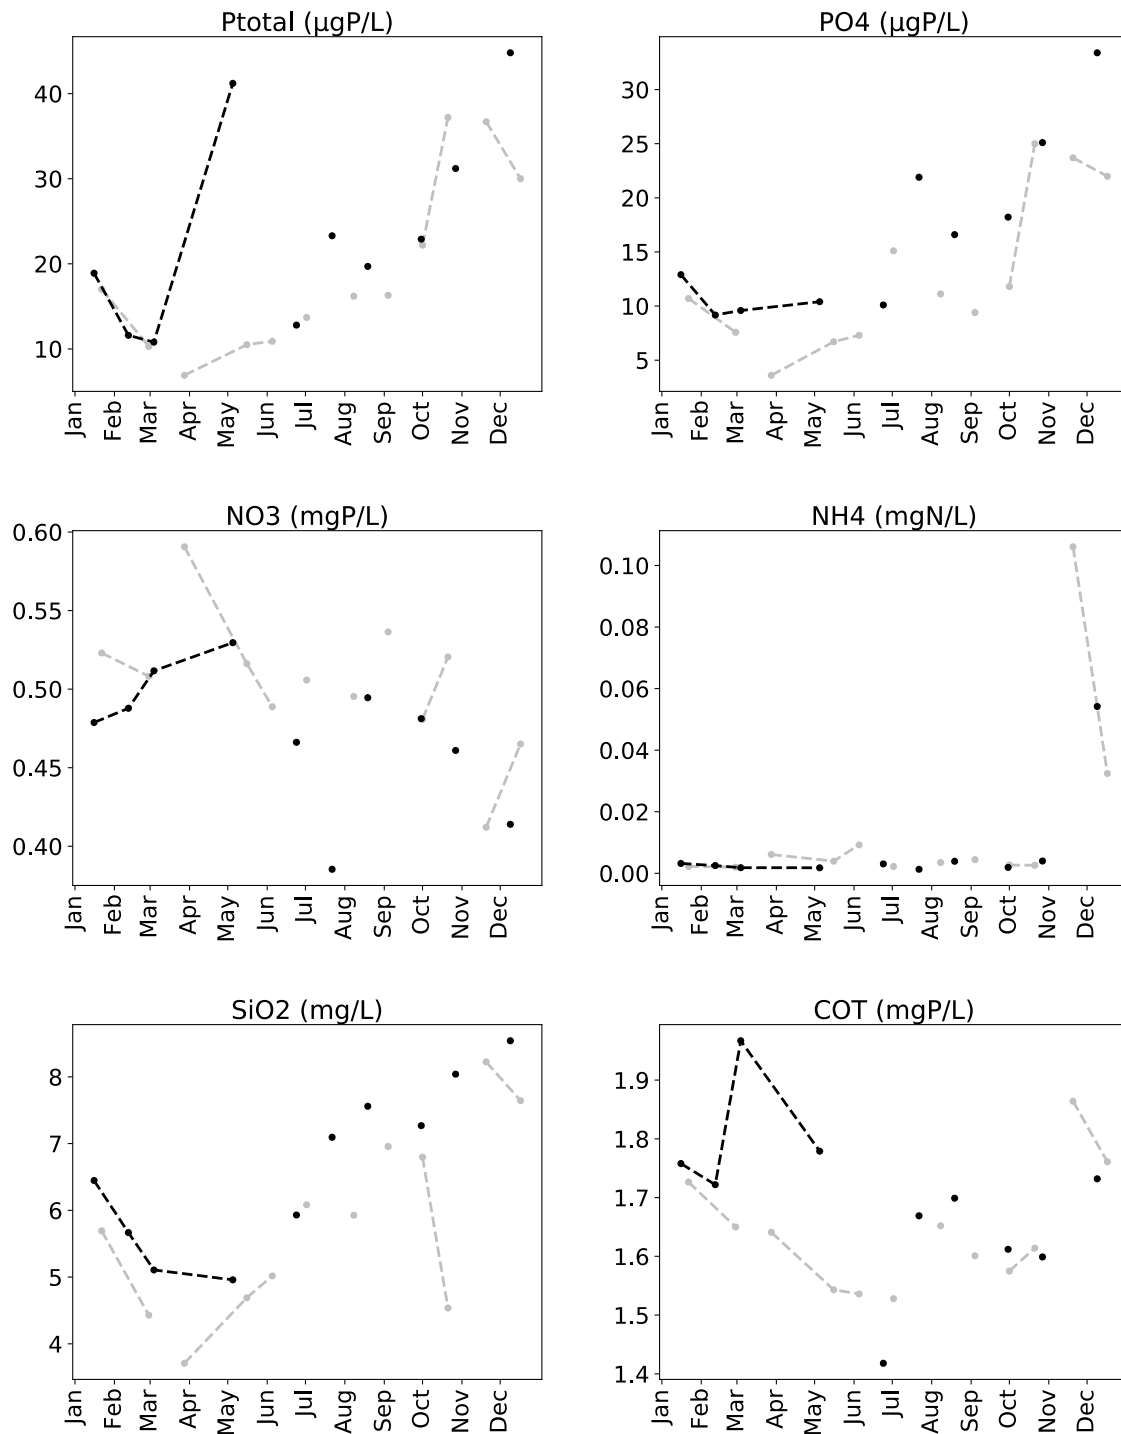 Ptotal (µgP/L)
40
30
20
10
Jan Feb Mar Apr May Jun Jul Aug Sep Oct Nov Dec
PO4 (µgP/L)
30
25
20
15
10
5
Jan Feb Mar Apr May Jun Jul Aug Sep Oct Nov Dec
NO3 (mgP/L)
0.60
0.55
0.50
0.45
0.40
Jan Feb Mar Apr May Jun Jul Aug Sep Oct Nov Dec
NH4 (mgN/L)
0.10
0.08
0.06
0.04
0.02
0.00
Jan Feb Mar Apr May Jun Jul Aug Sep Oct Nov Dec
SiO2 (mg/L)
8
7
6
5
4
Jan Feb Mar Apr May Jun Jul Aug Sep Oct Nov Dec
COT (mgP/L)
1.9
1.8
1.7
1.6
1.5
1.4
Jan Feb Mar Apr May Jun Jul Aug Sep Oct Nov Dec